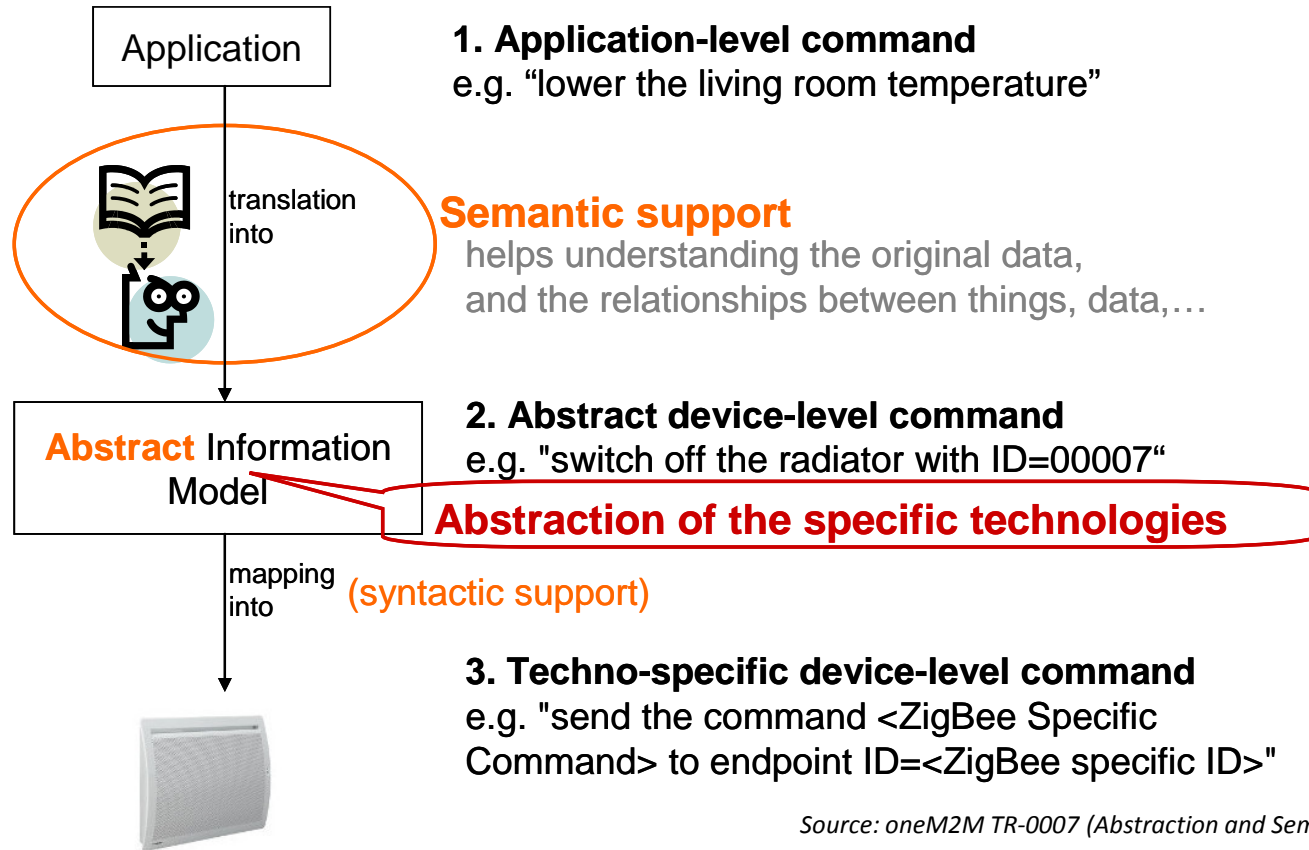 Application
1. Application-level command
e.g. “lower the living room temperature”
translation
into
Semantic support
helps understanding the original data,
and the relationships between things, data,…
Abstract Information
Model
2. Abstract device-level command
e.g. "switch off the radiator with ID=00007“
Abstraction of the specific technologies
mapping
into
(syntactic support)
3. Techno-specific device-level command
e.g. "send the command <ZigBee Specific
Command> to endpoint ID=<ZigBee specific ID>"
Source: oneM2M TR-0007 (Abstraction and Sem